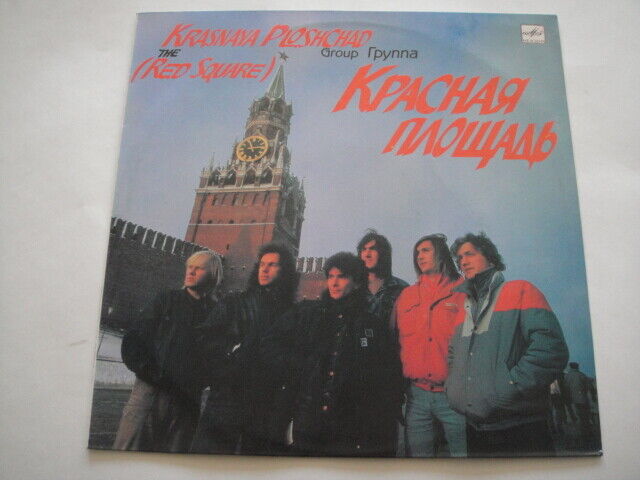 KRASNAYA PLOSHCHAD
THE
(RED SQUARE)
Group Группа
КРАСНАЯ
ПЛОЩАДЬ